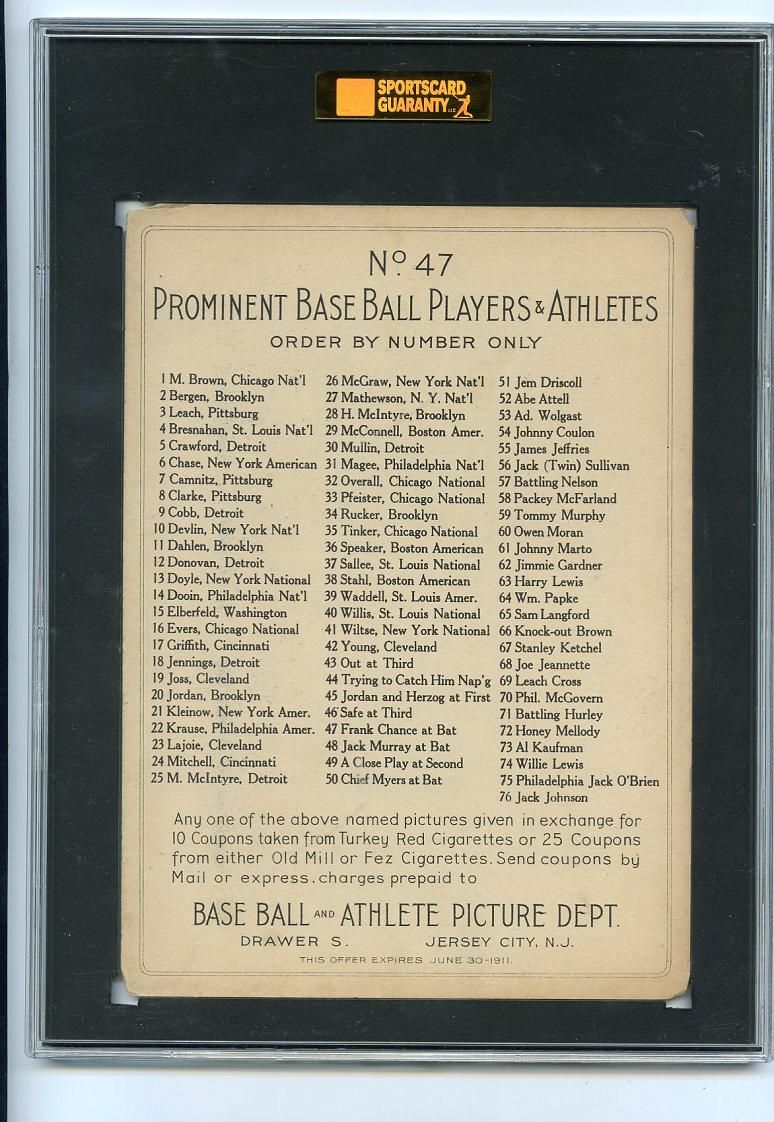 SPORTSCARD
GUARANTY LLC
No. 47
PROMINENT BASE BALL PLAYERS & ATHLETES
ORDER BY NUMBER ONLY
1 M. Brown, Chicago Nat'l
2 Bergen, Brooklyn
3 Leach, Pittsburg
4 Bresnahan, St. Louis Nat'l
5 Crawford, Detroit
6 Chase, New York American
7 Camnitz, Pittsburg
8 Clarke, Pittsburg
9 Cobb, Detroit
10 Devlin, New York Nat'l
11 Dahlen, Brooklyn
12 Donovan, Detroit
13 Doyle, New York National
14 Dooin, Philadelphia Nat'l
15 Elberfeld, Washington
16 Evers, Chicago National
17 Griffith, Cincinnati
18 Jennings, Detroit
19 Joss, Cleveland
20 Jordan, Brooklyn
21 Kleinow, New York Amer.
22 Krause, Philadelphia Amer.
23 Lajoie, Cleveland
24 Mitchell, Cincinnati
25 M. McIntyre, Detroit
26 McGraw, New York Nat'l
27 Mathewson, N. Y. Nat'l
28 H. McIntyre, Brooklyn
29 McConnell, Boston Amer.
30 Mullin, Detroit
31 Magee, Philadelphia Nat'l
32 Overall, Chicago National
33 Pfeister, Chicago National
34 Rucker, Brooklyn
35 Tinker, Chicago National
36 Speaker, Boston American
37 Sallee, St. Louis National
38 Stahl, Boston American
39 Waddell, St. Louis Amer.
40 Willis, St. Louis National
41 Wiltse, New York National
42 Young, Cleveland
43 Out at Third
44 Trying to Catch Him Nap'g
45 Jordan and Herzog at First
46 Safe at Third
47 Frank Chance at Bat
48 Jack Murray at Bat
49 A Close Play at Second
50 Chief Myers at Bat
51 Jem Driscoll
52 Abe Attell
53 Ad. Wolgast
54 Johnny Coulon
55 James Jeffries
56 Jack (Twin) Sullivan
57 Battling Nelson
58 Packey McFarland
59 Tommy Murphy
60 Owen Moran
61 Johnny Marto
62 Jimmie Gardner
63 Harry Lewis
64 Wm. Papke
65 Sam Langford
66 Knock-out Brown
67 Stanley Ketchel
68 Joe Jeannette
69 Leach Cross
70 Phil. McGovern
71 Battling Hurley
72 Honey Mellody
73 Al Kaufman
74 Willie Lewis
75 Philadelphia Jack O'Brien
76 Jack Johnson
Any one of the above named pictures given in exchange for
10 Coupons taken from Turkey Red Cigarettes or 25 Coupons
from either Old Mill or Fez Cigarettes. Send coupons by
Mail or express, charges prepaid to
BASE BALL AND ATHLETE PICTURE DEPT.
DRAWER S. JERSEY CITY, N.J.
THIS OFFER EXPIRES JUNE 30-1911.